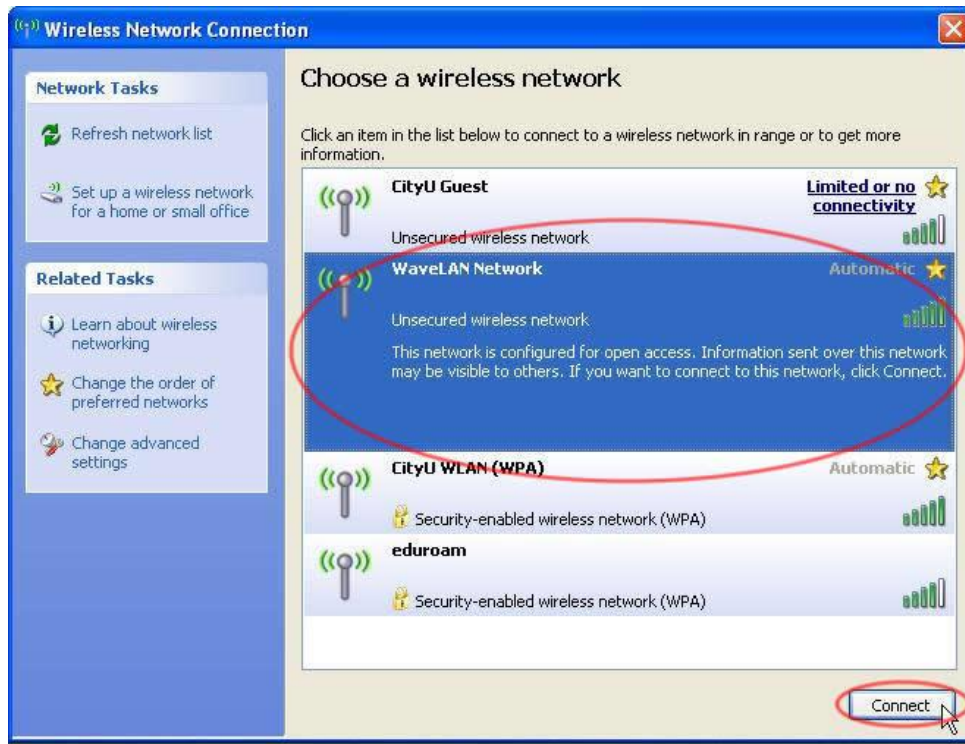 Wireless Network Connection
Network Tasks
Refresh network list
Set up a wireless network
for a home or small office
Related Tasks
Learn about wireless
networking
Change the order of
preferred networks
Change advanced
settings
Choose a wireless network
Click an item in the list below to connect to a wireless network in range or to get more
information.
CityU Guest
Limited or no
connectivity
Unsecured wireless network
WaveLAN Network
Automatic
Unsecured wireless network
This network is configured for open access. Information sent over this network
may be visible to others. If you want to connect to this network, click Connect.
CityU WLAN (WPA)
Automatic
Security-enabled wireless network (WPA)
eduroam
Security-enabled wireless network (WPA)
Connect